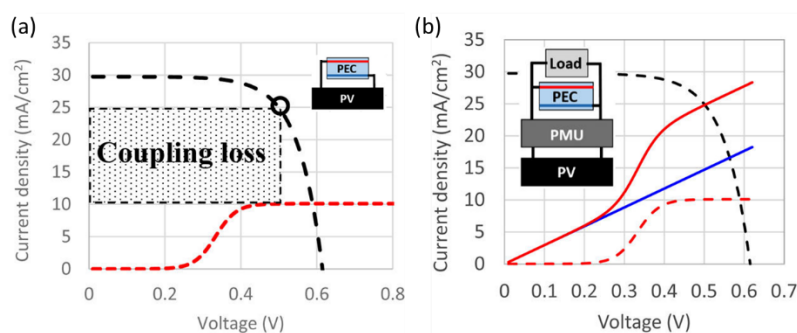 (a)
Current density (mA/cm²)
35
30
25
20
15
10
5
0
0
0.2
0.4
0.6
0.8
Voltage (V)
Coupling loss
PEC
PV
(b)
Current density (mA/cm²)
35
30
25
20
15
10
5
0
0
0.1
0.2
0.3
0.4
0.5
0.6
0.7
Voltage (V)
Load
PEC
PMU
PV